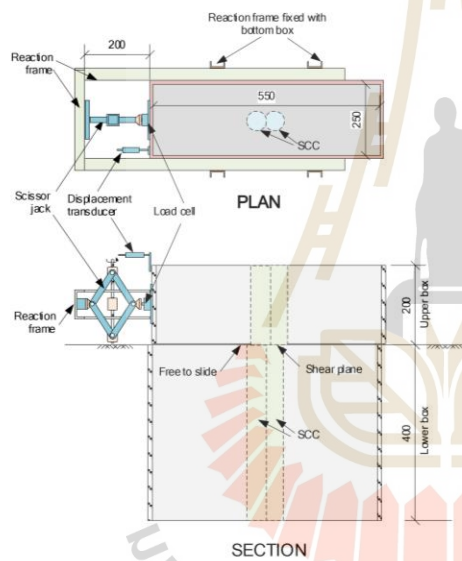 Reaction frame fixed with
bottom box
200
Reaction
frame
550
250
SCC
Scissor
jack
Displacement
transducer
Load cell
PLAN
Reaction
frame
200
Upper box
Free to slide
Shear plane
SCC
400
Lower box
SECTION